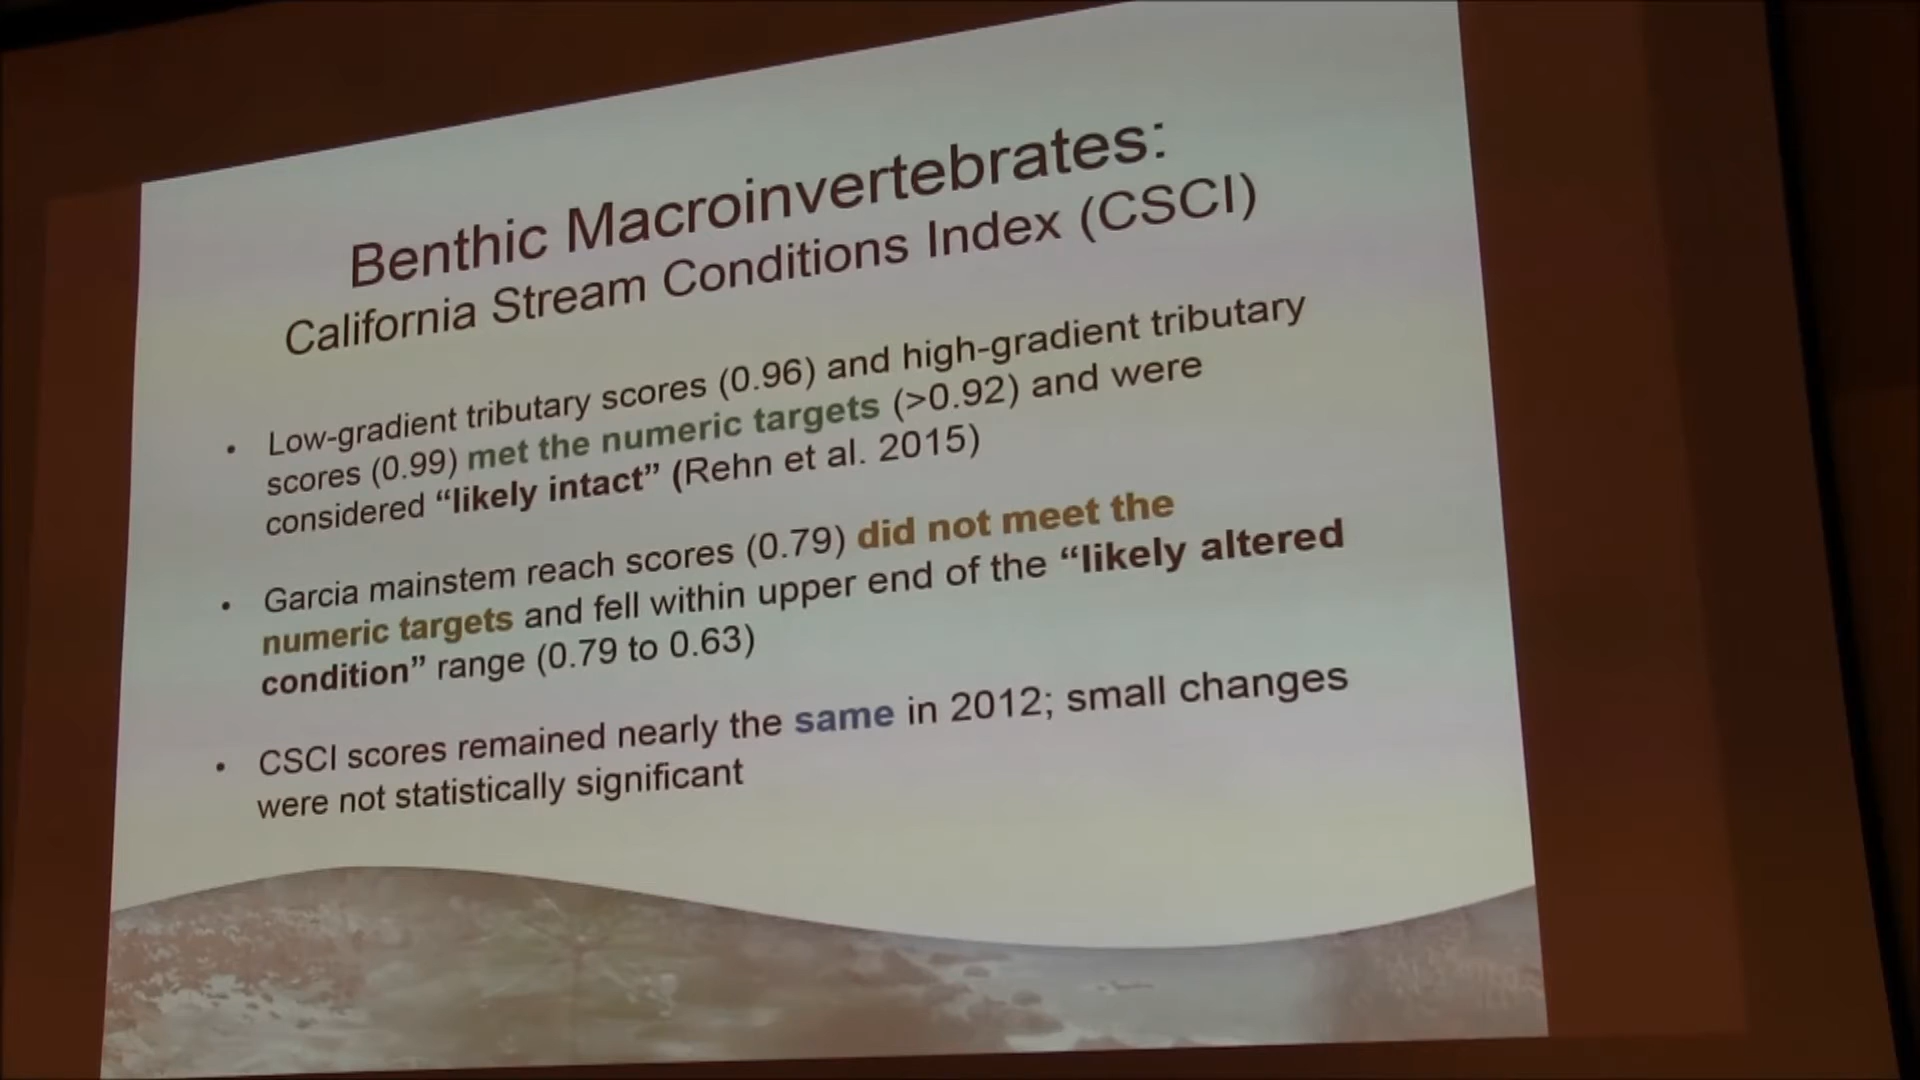 Benthic Macroinvertebrates:
California Stream Conditions Index (CSCI)
• Low-gradient tributary scores (0.96) and high-gradient tributary
scores (0.99) met the numeric targets (>0.92) and were
considered “likely intact” (Rehn et al. 2015)
• Garcia mainstem reach scores (0.79) did not meet the
numeric targets and fell within upper end of the “likely altered
condition” range (0.79 to 0.63)
• CSCI scores remained nearly the same in 2012; small changes
were not statistically significant